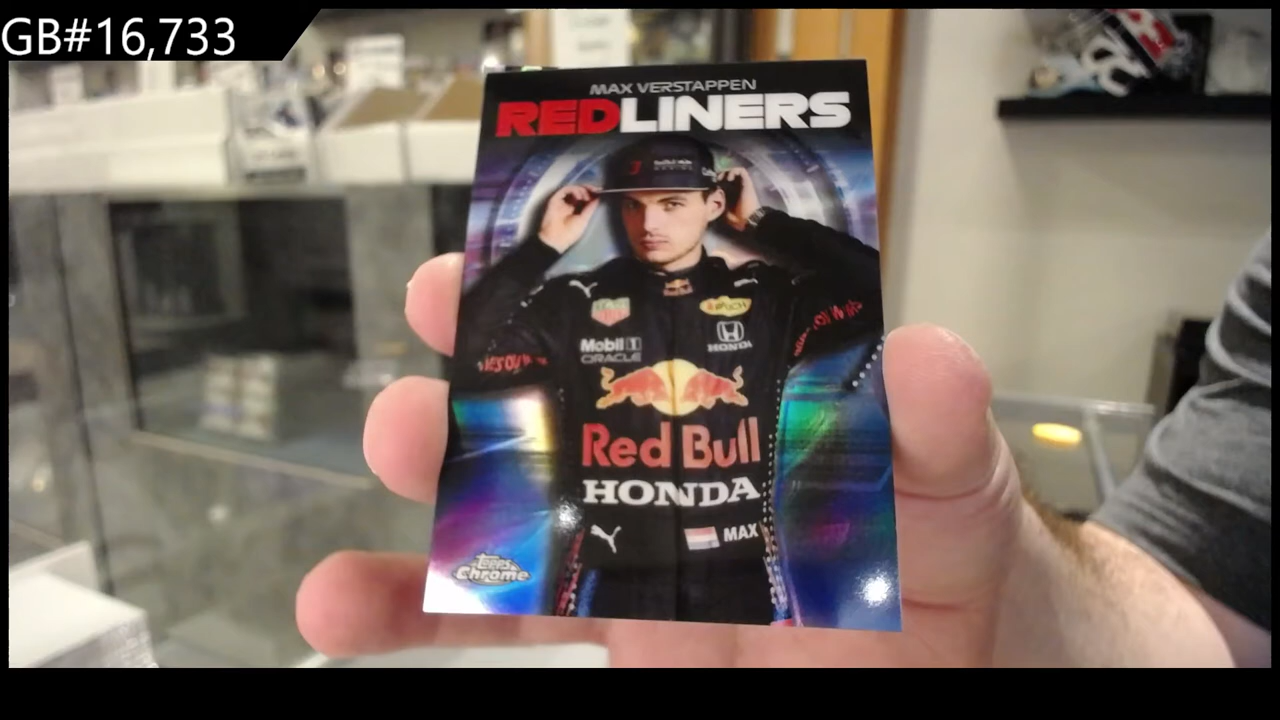 GB#16,733
MAX VERSTAPPEN
REDLINERS
Mobil 1
ORACLE
HONDA
Red Bull
HONDA
MAX
Topps
Chrome